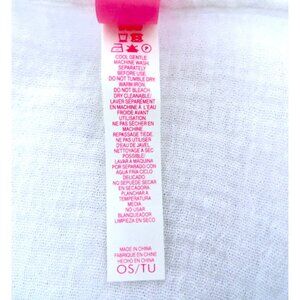 COOL GENTLE
MACHINE WASH
SEPARATELY
BEFORE USE.
DO NOT TUMBLE DRY
WARM IRON.
DO NOT BLEACH.
DRY CLEANABLE/
LAVER SÉPARÉMENT
EN MACHINE À L'EAU
FROIDE AVANT
UTILISATION
NE PAS SÉCHER EN
MACHINE
REPASSAGE TIÈDE.
NE PAS UTILISER
D'EAU DE JAVEL
NETTOYAGE A SEC
POSSIBLE/
LAVAR A MAQUINA
POR SEPARADO CON
AGUA FRIA CICLO
DELICADO
NO SEPUEDE SECAR
EN SECADORA.
PLANCHAR A
TEMPERATURA
MEDIA
NO-USAR
BLANQUEADOR
LIMPIEZA EN SECO
MADE IN CHINA
FABRIQUE EN CHINE
HECHO EN CHINA
OS/TU